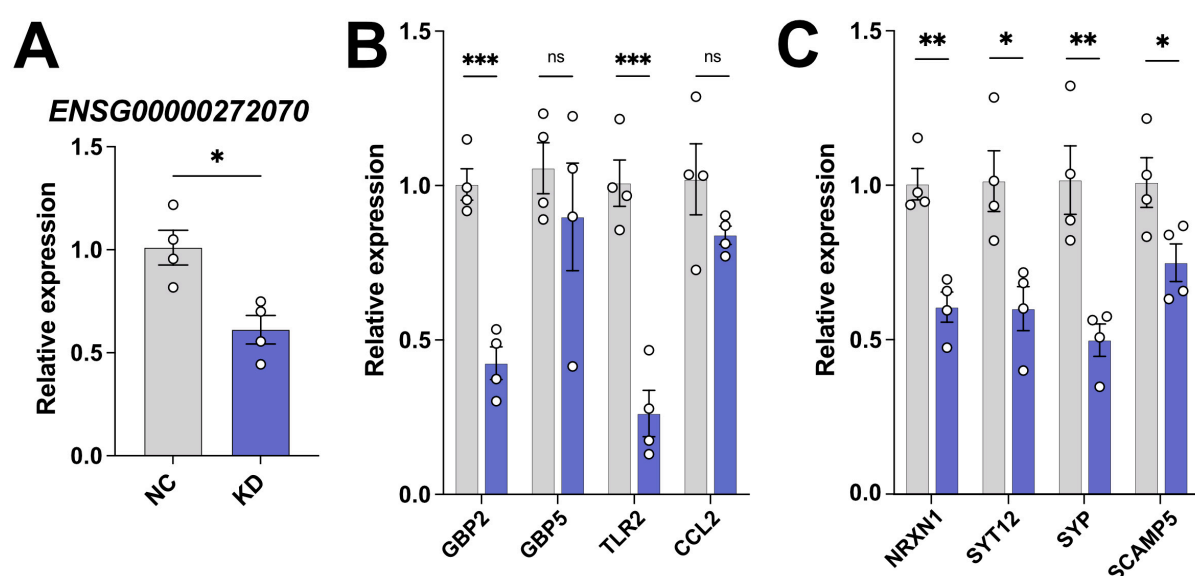 A
ENSG00000272070
Relative expression
1.5
1.0
0.5
0.0
*
NC
KD
B
Relative expression
1.5
1.0
0.5
0.0
***
ns
***
ns
GBP2
GBP5
TLR2
CCL2
C
Relative expression
1.5
1.0
0.5
0.0
**
*
**
*
NRXN1
SYT12
SYP
SCAMP5